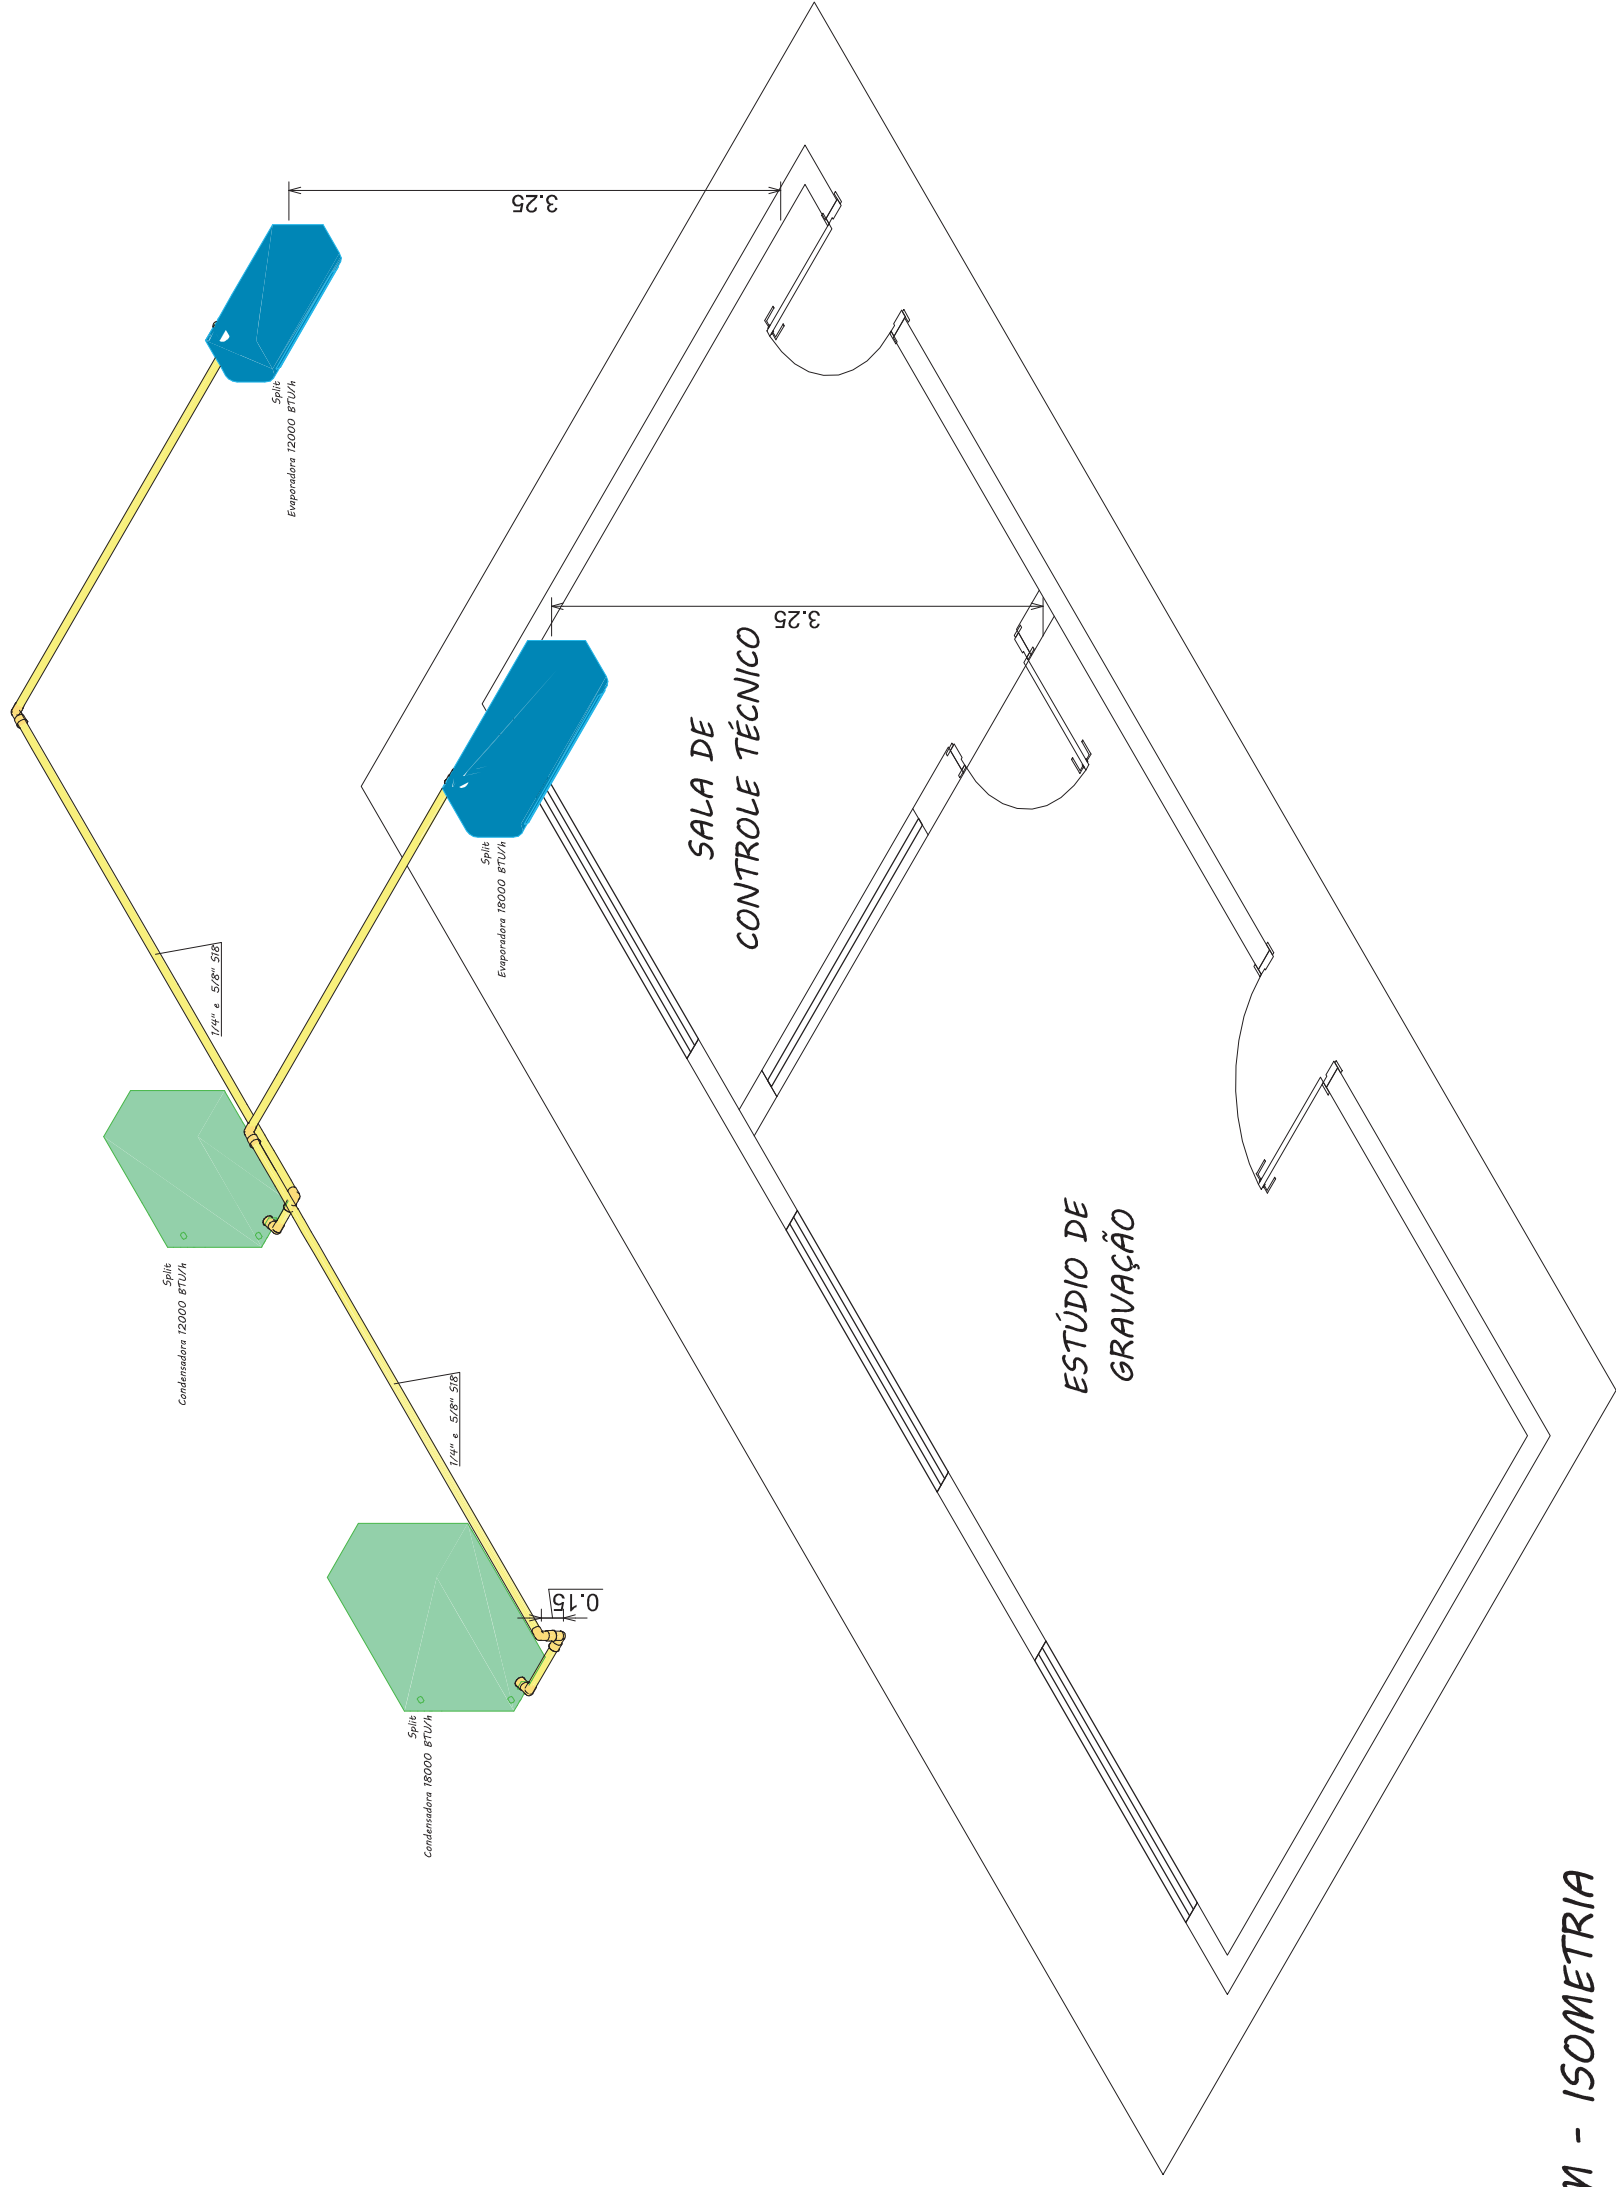 3.25
Split
Evaporadora 12000 BTU/h
3.25
Split
Evaporadora 18000 BTU/h
SALA DE
CONTROLE TÉCNICO
1/4" e 5/8" S18
Split
Condensadora 12000 BTU/h
1/4" e 5/8" S18
ESTÚDIO DE
GRAVAÇÃO
0.15
Split
Condensadora 18000 BTU/h
M - ISOMETRIA